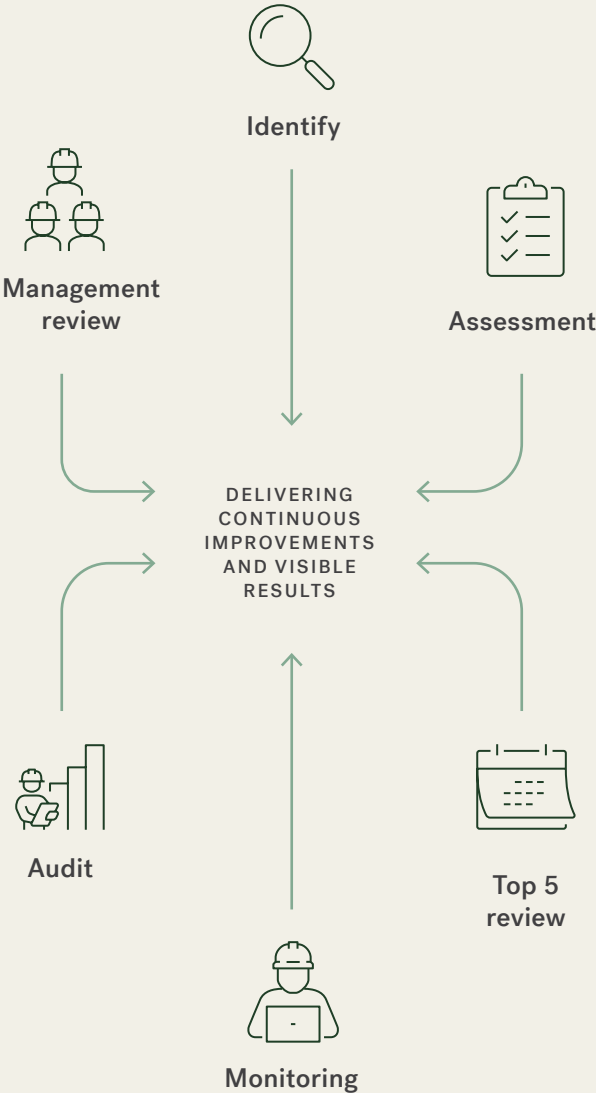 Identify
Management
review
Assessment
DELIVERING
CONTINUOUS
IMPROVEMENTS
AND VISIBLE
RESULTS
Audit
Top 5
review
Monitoring